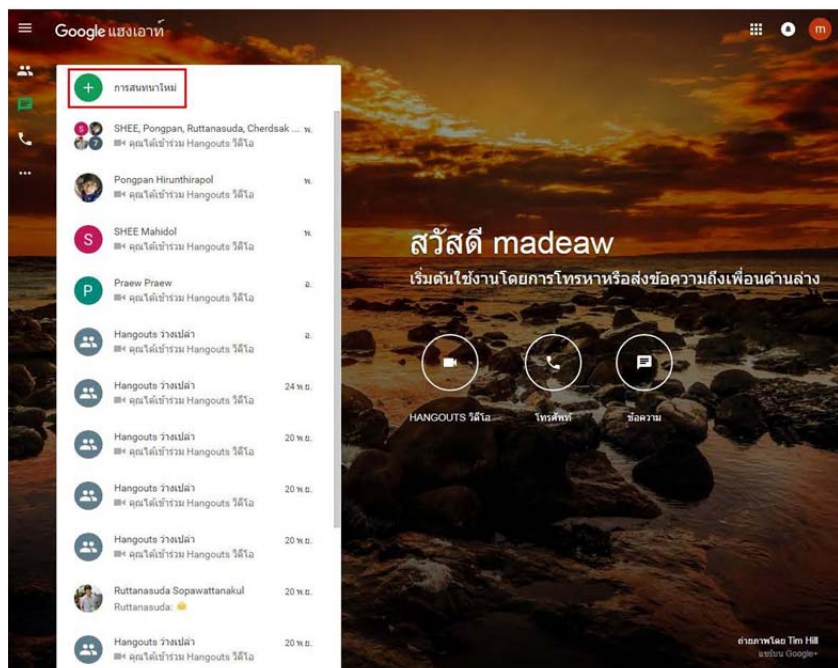 Google แฮงเอาท์
m
การสนทนาใหม่
SHEE, Pongpan, Ruttanasuda, Cherdsak ... พ.
คุณได้เข้าร่วม Hangouts วิดีโอ
S
7
Pongpan Hirunthirapol พ.
คุณได้เข้าร่วม Hangouts วิดีโอ
S
SHEE Mahidol พ.
คุณได้เข้าร่วม Hangouts วิดีโอ
P
Praew Praew อ.
คุณได้เข้าร่วม Hangouts วิดีโอ
Hangouts ว่างเปล่า อ.
คุณได้เข้าร่วม Hangouts วิดีโอ
Hangouts ว่างเปล่า 24 พ.ย.
คุณได้เข้าร่วม Hangouts วิดีโอ
Hangouts ว่างเปล่า 20 พ.ย.
คุณได้เข้าร่วม Hangouts วิดีโอ
Hangouts ว่างเปล่า 20 พ.ย.
คุณได้เข้าร่วม Hangouts วิดีโอ
Hangouts ว่างเปล่า 20 พ.ย.
คุณได้เข้าร่วม Hangouts วิดีโอ
Ruttanasuda Sopawattanakul 20 พ.ย.
Ruttanasuda:
Hangouts ว่างเปล่า 20 พ.ย.
คุณได้เข้าร่วม Hangouts วิดีโอ
สวัสดี madeaw
เริ่มต้นใช้งานโดยการโทรหาหรือส่งข้อความถึงเพื่อนด้านล่าง
HANGOUTS วิดีโอ
โทรศัพท์
ข้อความ
ถ่ายภาพโดย Tim Hill
แชร์บน Google+